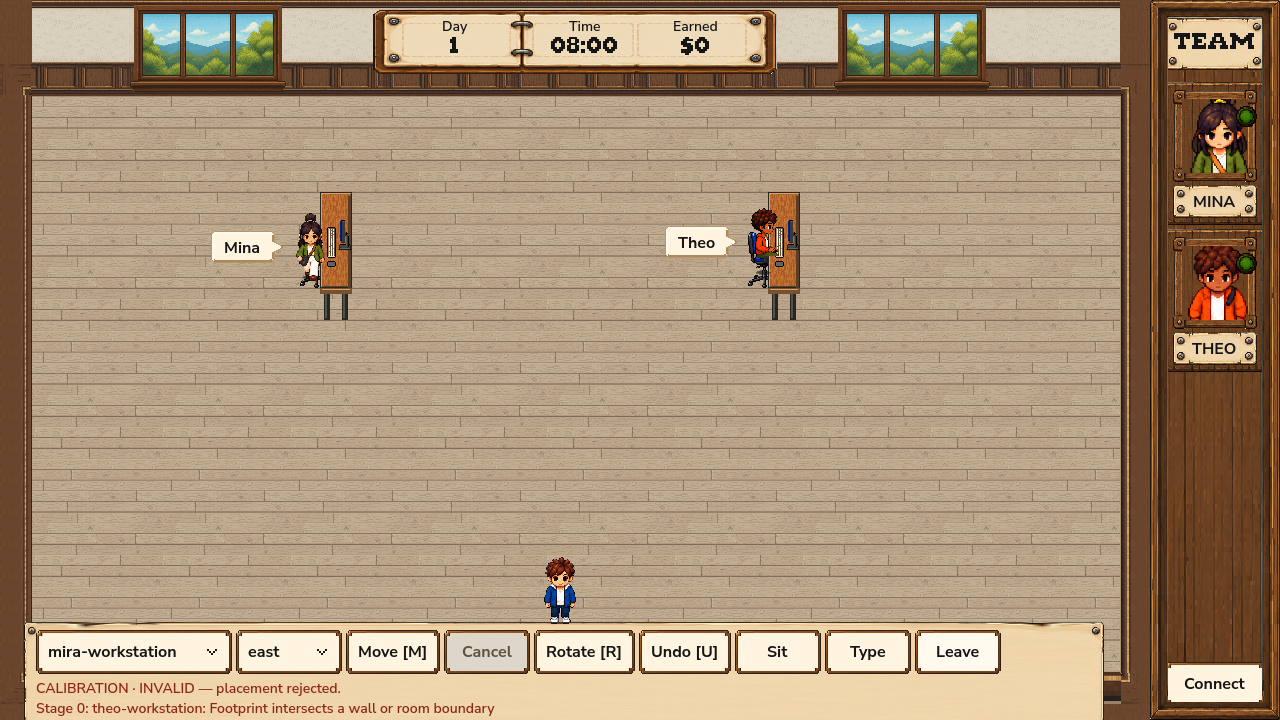 Day
1
Time
08:00
Earned
$0
TEAM
MINA
THEO
Mina
Theo
mira-workstation
east
Move [M]
Cancel
Rotate [R]
Undo [U]
Sit
Type
Leave
CALIBRATION · INVALID — placement rejected.
Stage 0: theo-workstation: Footprint intersects a wall or room boundary
Connect